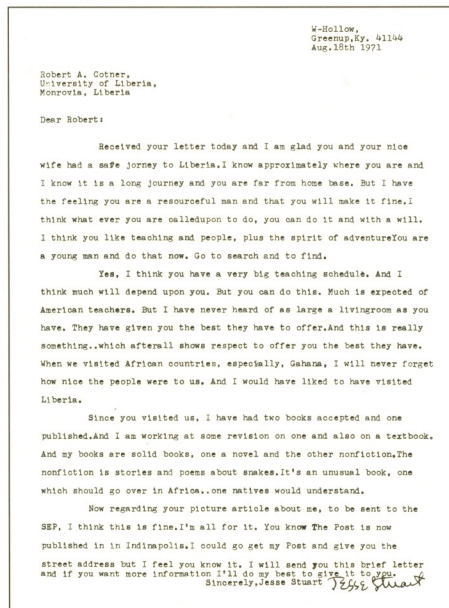 W-Hollow,
Greenup,Ky. 41144
Aug.18th 1971
Robert A. Cotner,
University of Liberia,
Monrovia, Liberia
Dear Robert:
Received your letter today and I am glad you and your nice
wife had a safe jorney to Liberia.I know approximately where you are and
I know it is a long journey and you are far from home base. But I have
the feeling you are a resourceful man and that you will make it fine.I
think what ever you are calledupon to do, you can do it and with a will.
I think you like teaching and people, plus the spirit of adventureYou are
a young man and do that now. Go to search and to find.
Yes, I think you have a very big teaching schedule. And I
think much will depend upon you. But you can do this. Much is expected of
American teachers. But I have never heard of as large a livingroom as you
have. They have given you the best they have to offer.And this is really
something..which afterall shows respect to offer you the best they have.
When we visited African countries, especially, Gahana, I will never forget
how nice the people were to us. And I would have liked to have visited
Liberia.
Since you visited us, I have had two books accepted and one
published.And I am working at some revision on one and also on a textbook.
And my books are solid books, one a novel and the other nonfiction.The
nonfiction is stories and poems about snakes.It's an unusual book, one
which should go over in Africa..one natives would understand.
Now regarding your picture article about me, to be sent to the
SEP, I think this is fine.I'm all for it. You know The Post is now
published in in Indinapolis.I could go get my Post and give you the
street address but I feel you know it. I will send you this brief letter
and if you want more information I'll do my best to give it to you.
Sincerely,Jesse Stuart Jesse Stuart